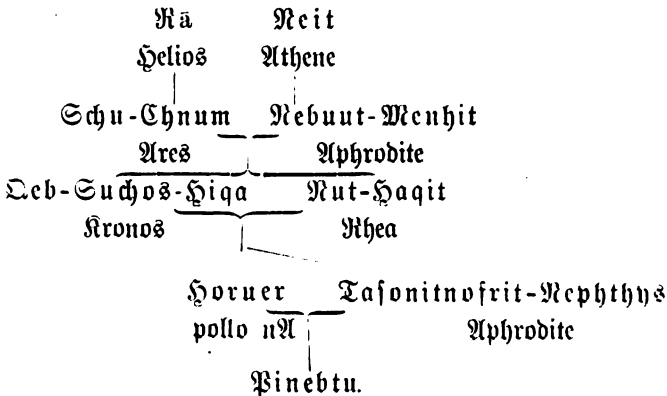 Rā Neit
Helios Athene
Schu-Chnum Nebuut-Menhit
Ares Aphrodite
Qeb-Suchos-Hiqa Nut-Haqit
Kronos Rhea
Horuer Tasonitnofrit-Nephthys
pollo nA Aphrodite
Pinebtu.